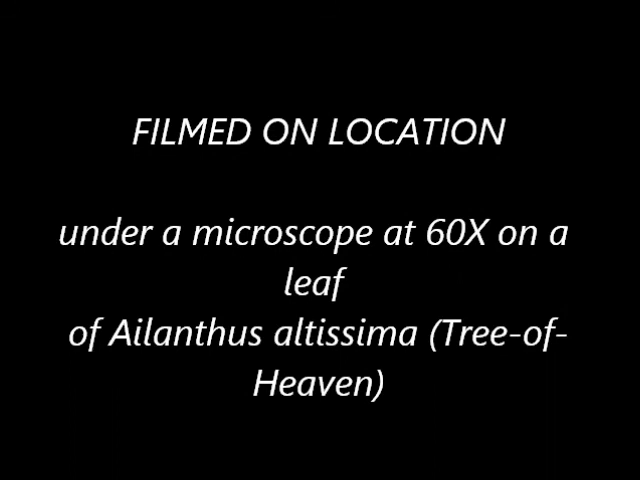 FILMED ON LOCATION
under a microscope at 60X on a
leaf
of Ailanthus altissima (Tree-of-
Heaven)